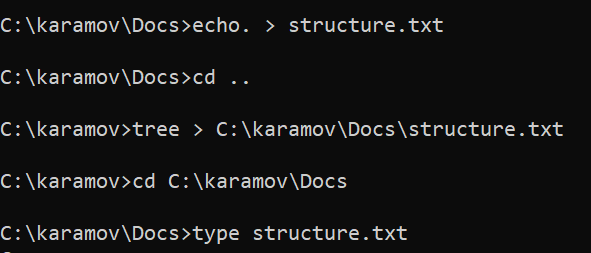 C:\karamov\Docs>echo. > structure.txt
C:\karamov\Docs>cd ..
C:\karamov>tree > C:\karamov\Docs\structure.txt
C:\karamov>cd C:\karamov\Docs
C:\karamov\Docs>type structure.txt